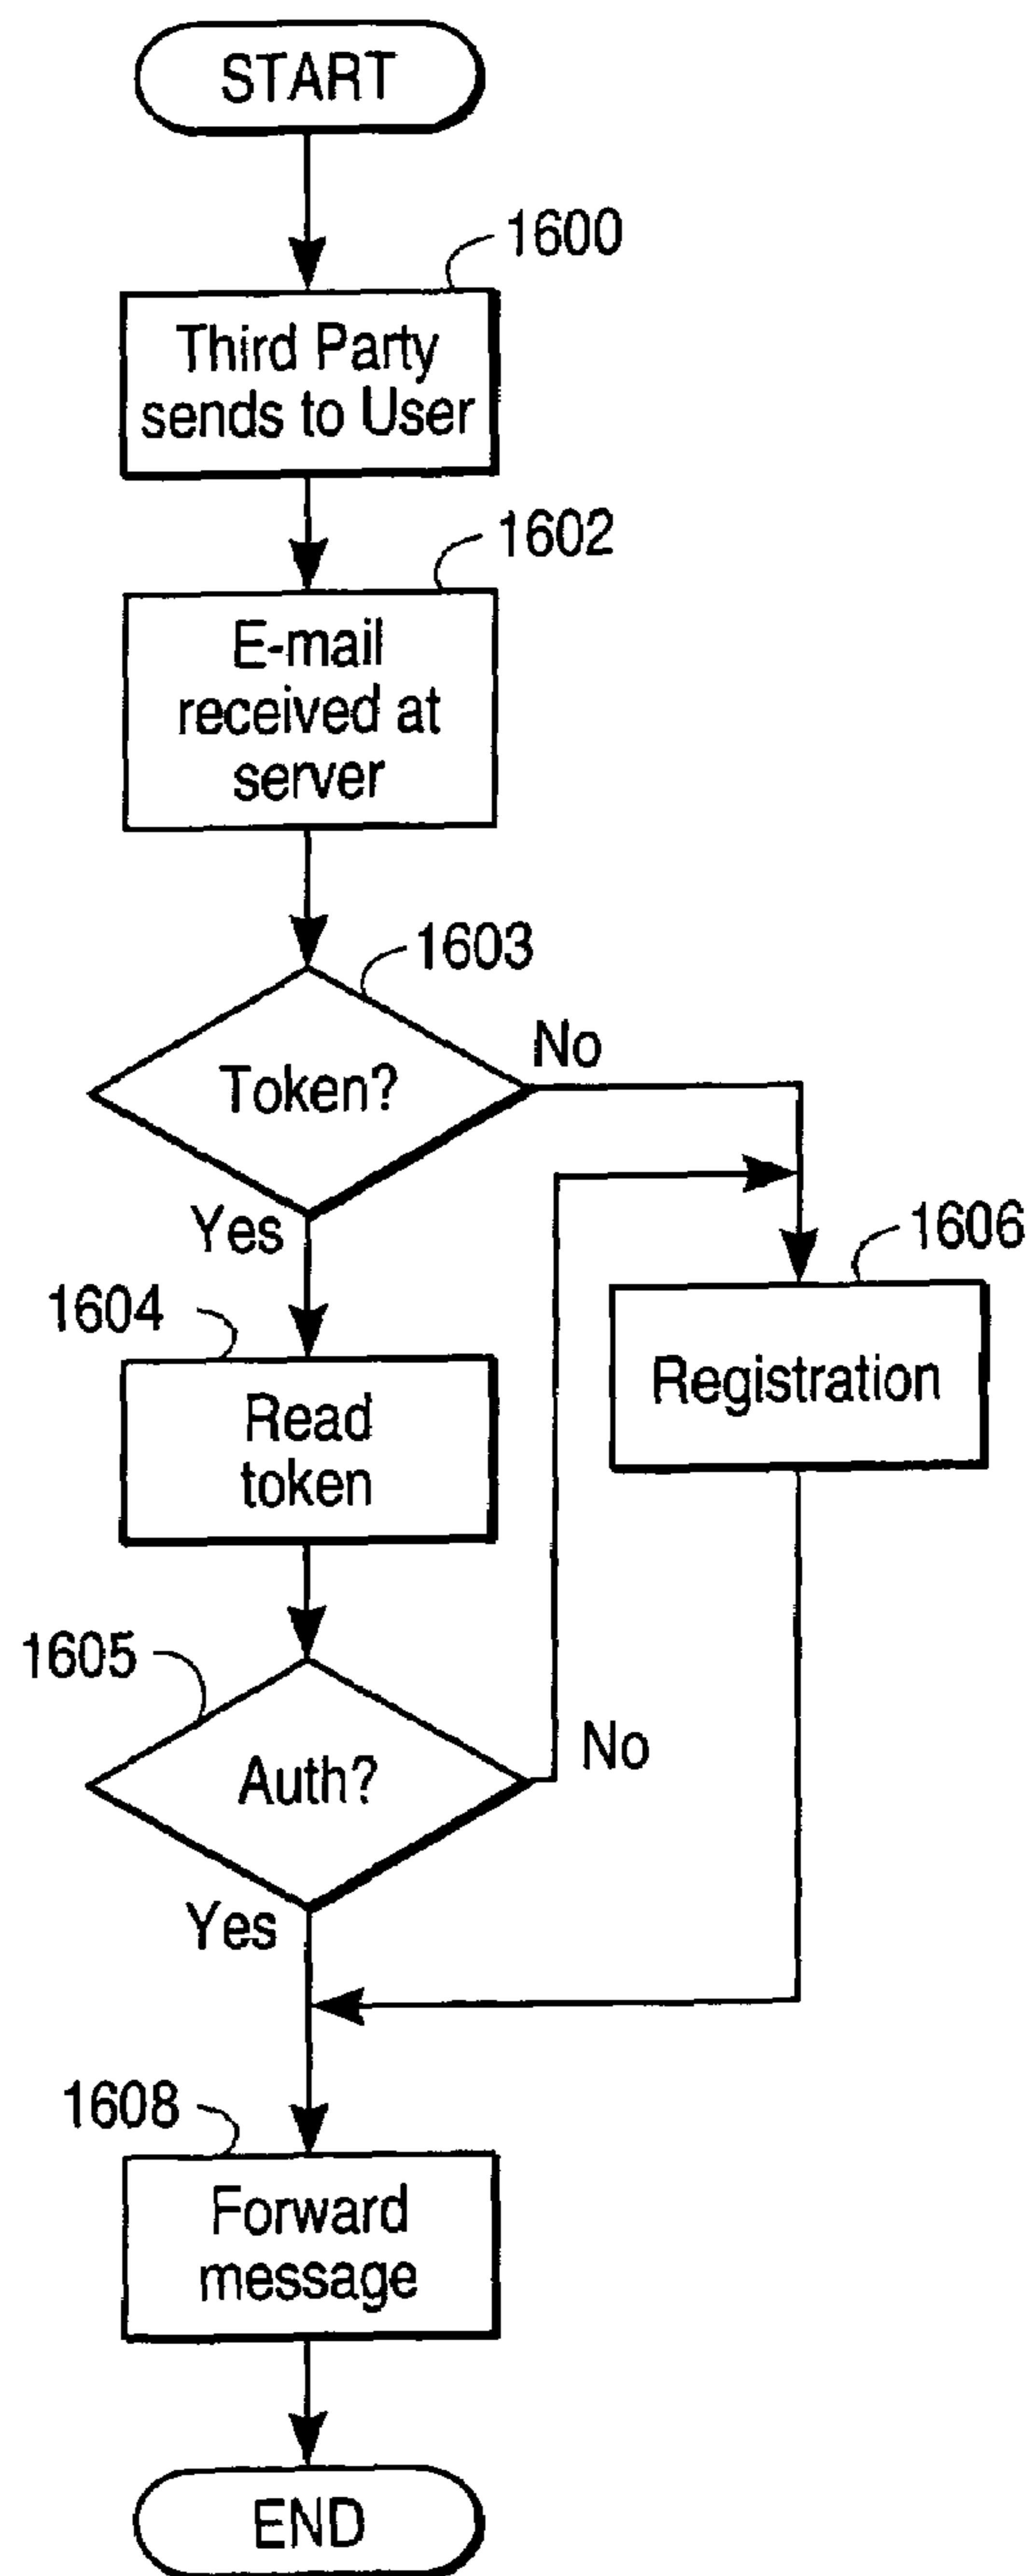 START
1600
Third Party
sends to User
1602
E-mail
received at
server
1603
Token?
No
Yes
1606
1604
Registration
Read
token
1605
Auth?
No
Yes
1608
Forward
message
END